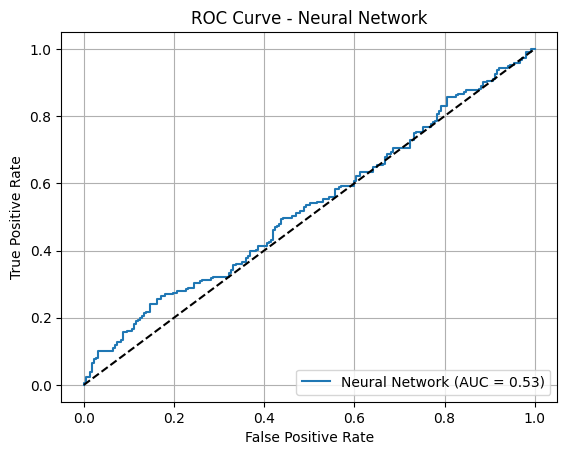 ROC Curve - Neural Network
1.0
0.8
0.6
0.4
0.2
0.0
True Positive Rate
Neural Network (AUC = 0.53)
0.0 0.2 0.4 0.6 0.8 1.0
False Positive Rate